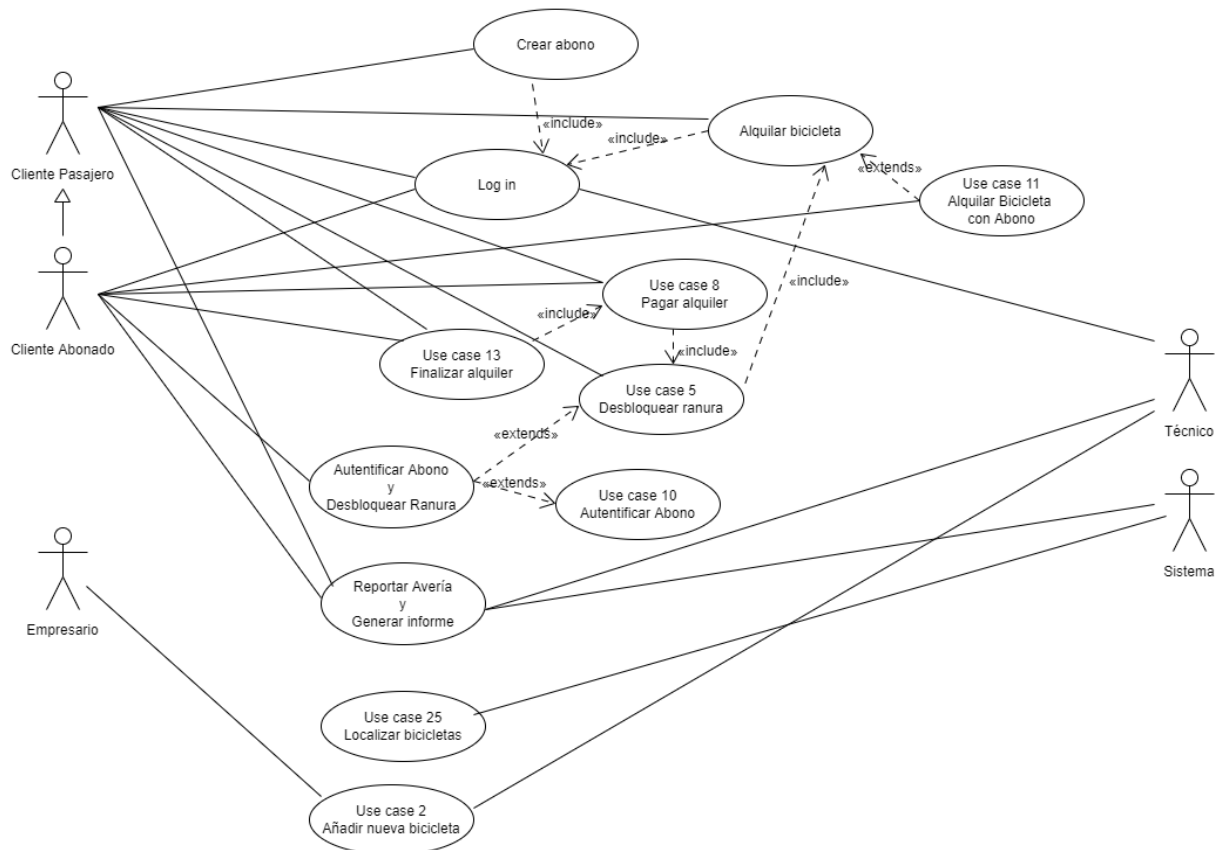 Crear abono
«include»
«include»
Alquilar bicicleta
Cliente Pasajero
Log in
«extends»
Use case 11
Alquilar Bicicleta
con Abono
Cliente Abonado
Use case 8
Pagar alquiler
«include»
«include»
«include»
Use case 13
Finalizar alquiler
Use case 5
Desbloquear ranura
Técnico
«extends»
Autentificar Abono
y
Desbloquear Ranura
«extends»
Use case 10
Autentificar Abono
Sistema
Empresario
Reportar Avería
y
Generar informe
Use case 25
Localizar bicicletas
Use case 2
Añadir nueva bicicleta